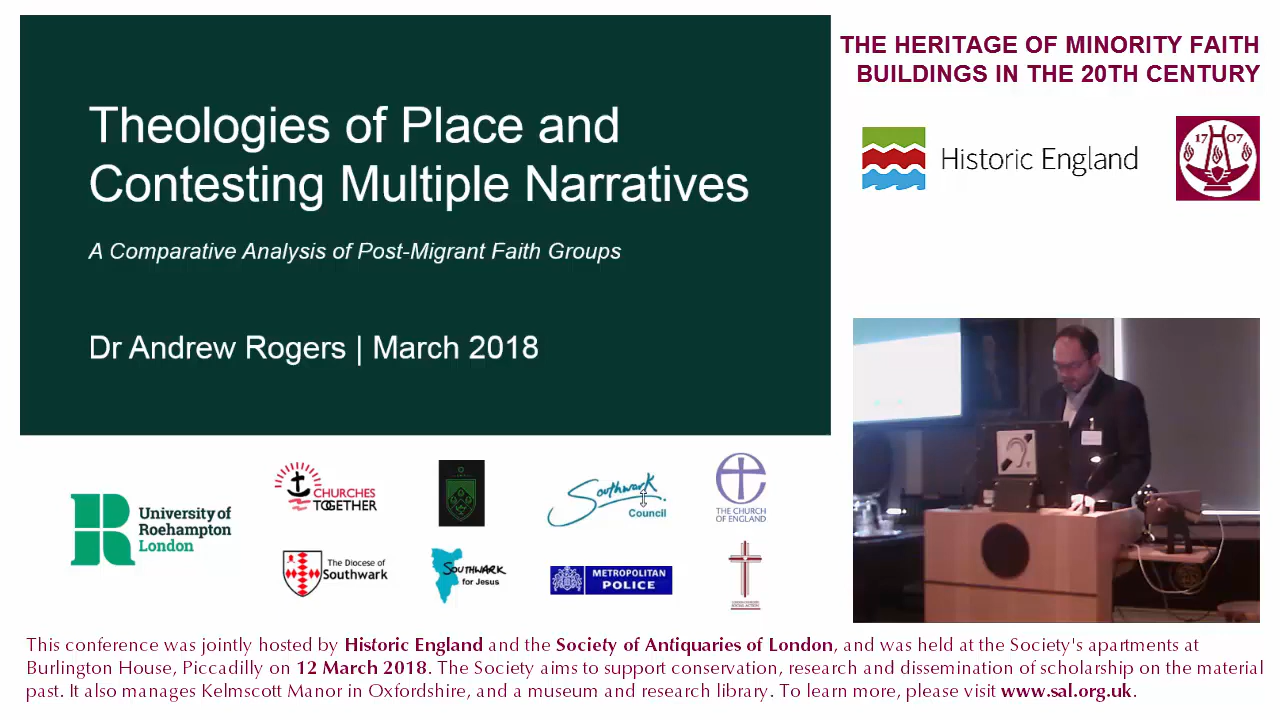 Theologies of Place and
Contesting Multiple Narratives
A Comparative Analysis of Post-Migrant Faith Groups
Dr Andrew Rogers | March 2018
THE HERITAGE OF MINORITY FAITH
BUILDINGS IN THE 20TH CENTURY
Historic England
17 07
University of
Roehampton
London
CHURCHES
TOGETHER
Southwark
Council
THE CHURCH
OF ENGLAND
The Diocese of
Southwark
SOUTHWARK
for Jesus
METROPOLITAN
POLICE
This conference was jointly hosted by Historic England and the Society of Antiquaries of London, and was held at the Society's apartments at
Burlington House, Piccadilly on 12 March 2018. The Society aims to support conservation, research and dissemination of scholarship on the material
past. It also manages Kelmscott Manor in Oxfordshire, and a museum and research library. To learn more, please visit www.sal.org.uk.